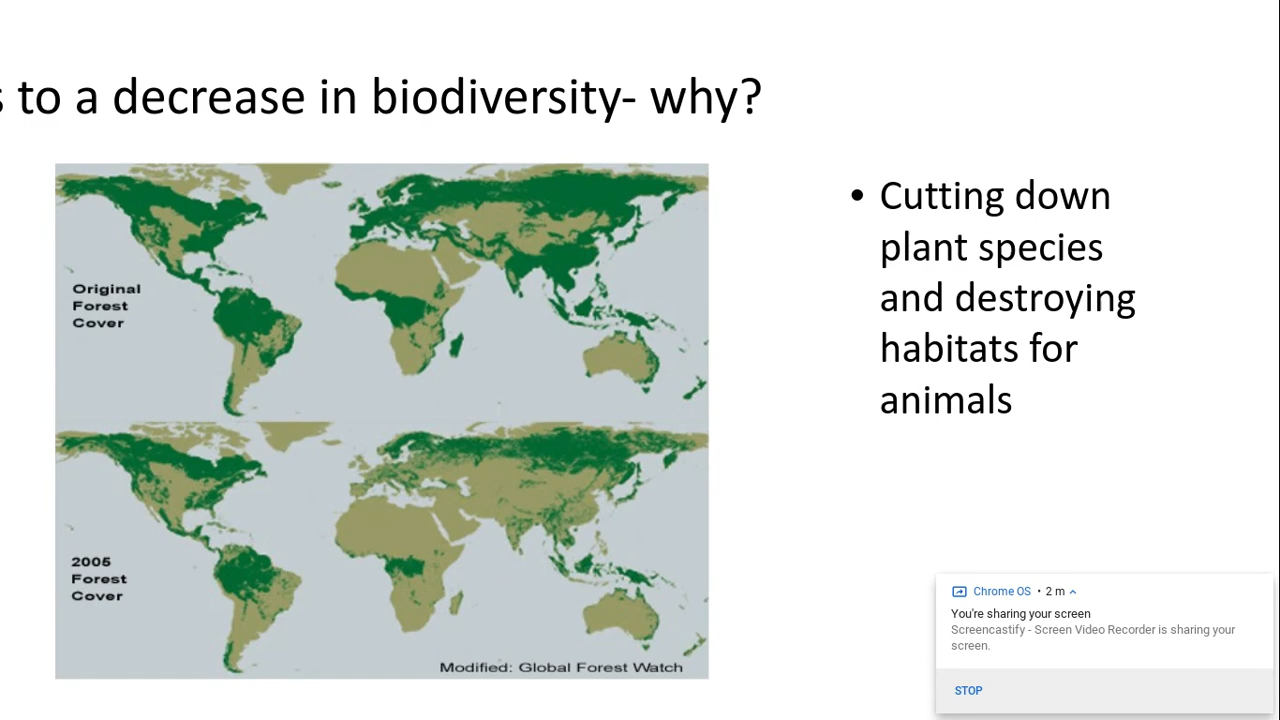 s to a decrease in biodiversity- why?
• Cutting down
plant species
and destroying
habitats for
animals
Original
Forest
Cover
2005
Forest
Cover
Modified: Global Forest Watch
Chrome OS • 2 m
You're sharing your screen
Screencastify - Screen Video Recorder is sharing your
screen.
STOP